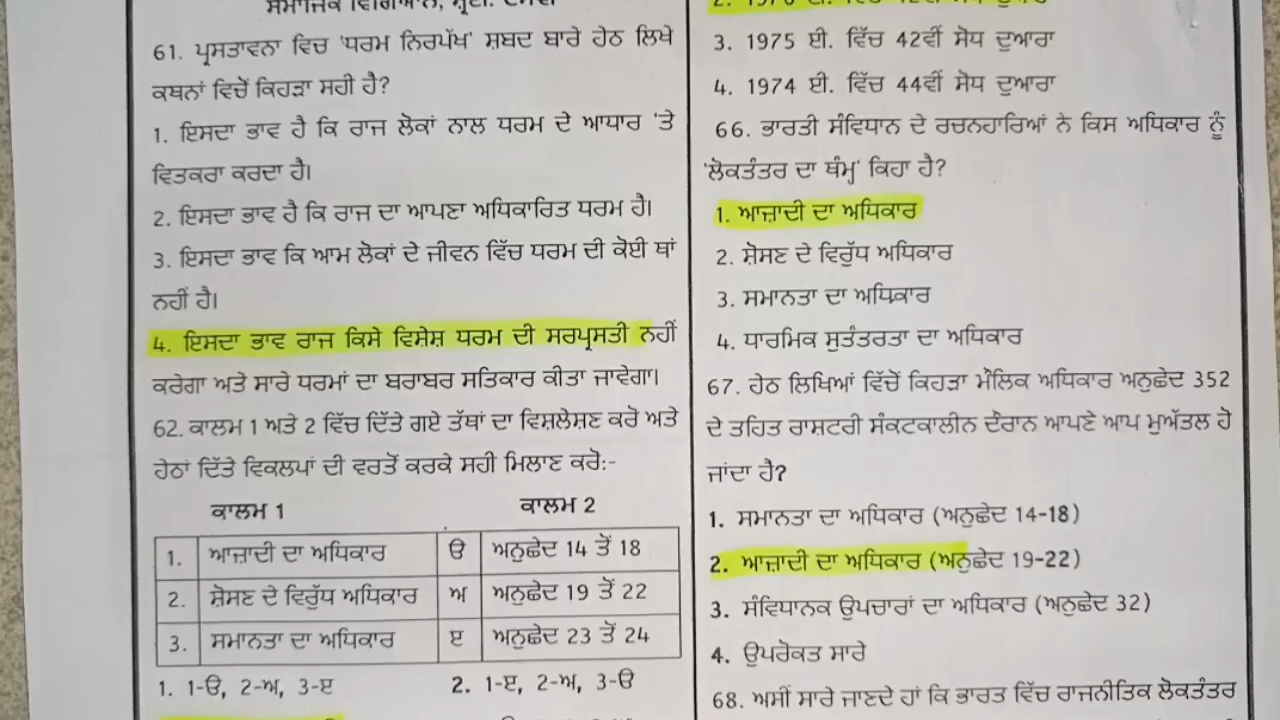 61. ਪ੍ਰਸਤਾਵਨਾ ਵਿਚ 'ਧਰਮ ਨਿਰਪੱਖ' ਸ਼ਬਦ ਬਾਰੇ ਹੇਠ ਲਿਖੇ
ਕਥਨਾਂ ਵਿਚੋਂ ਕਿਹੜਾ ਸਹੀ ਹੈ?
1. ਇਸਦਾ ਭਾਵ ਹੈ ਕਿ ਰਾਜ ਲੋਕਾਂ ਨਾਲ ਧਰਮ ਦੇ ਆਧਾਰ 'ਤੇ
ਵਿਤਕਰਾ ਕਰਦਾ ਹੈ।
2. ਇਸਦਾ ਭਾਵ ਹੈ ਕਿ ਰਾਜ ਦਾ ਆਪਣਾ ਅਧਿਕਾਰਿਤ ਧਰਮ ਹੈ।
3. ਇਸਦਾ ਭਾਵ ਕਿ ਆਮ ਲੋਕਾਂ ਦੇ ਜੀਵਨ ਵਿੱਚ ਧਰਮ ਦੀ ਕੋਈ ਥਾਂ
ਨਹੀਂ ਹੈ।
4. ਇਸਦਾ ਭਾਵ ਰਾਜ ਕਿਸੇ ਵਿਸ਼ੇਸ਼ ਧਰਮ ਦੀ ਸਰਪ੍ਰਸਤੀ ਨਹੀਂ
ਕਰੇਗਾ ਅਤੇ ਸਾਰੇ ਧਰਮਾਂ ਦਾ ਬਰਾਬਰ ਸਤਿਕਾਰ ਕੀਤਾ ਜਾਵੇਗਾ।
62. ਕਾਲਮ 1 ਅਤੇ 2 ਵਿੱਚ ਦਿੱਤੇ ਗਏ ਤੱਥਾਂ ਦਾ ਵਿਸ਼ਲੇਸ਼ਣ ਕਰੋ ਅਤੇ
ਹੇਠਾਂ ਦਿੱਤੇ ਵਿਕਲਪਾਂ ਦੀ ਵਰਤੋਂ ਕਰਕੇ ਸਹੀ ਮਿਲਾਣ ਕਰੋ:-
ਕਾਲਮ 1 ਕਾਲਮ 2
1. ਆਜ਼ਾਦੀ ਦਾ ਅਧਿਕਾਰ ੳ ਅਨੁਛੇਦ 14 ਤੋਂ 18
2. ਸ਼ੋਸਣ ਦੇ ਵਿਰੁੱਧ ਅਧਿਕਾਰ ਅ ਅਨੁਛੇਦ 19 ਤੋਂ 22
3. ਸਮਾਨਤਾ ਦਾ ਅਧਿਕਾਰ ੲ ਅਨੁਛੇਦ 23 ਤੋਂ 24
1. 1-ੳ, 2-ਅ, 3-ੲ 2. 1-ੲ, 2-ਅ, 3-ੳ
3. 1975 ਈ. ਵਿੱਚ 42ਵੀਂ ਸੋਧ ਦੁਆਰਾ
4. 1974 ਈ. ਵਿੱਚ 44ਵੀਂ ਸੋਧ ਦੁਆਰਾ
66. ਭਾਰਤੀ ਸੰਵਿਧਾਨ ਦੇ ਰਚਨਹਾਰਿਆਂ ਨੇ ਕਿਸ ਅਧਿਕਾਰ ਨੂੰ
'ਲੋਕਤੰਤਰ ਦਾ ਥੰਮ੍ਹ' ਕਿਹਾ ਹੈ?
1. ਆਜ਼ਾਦੀ ਦਾ ਅਧਿਕਾਰ
2. ਸ਼ੋਸਣ ਦੇ ਵਿਰੁੱਧ ਅਧਿਕਾਰ
3. ਸਮਾਨਤਾ ਦਾ ਅਧਿਕਾਰ
4. ਧਾਰਮਿਕ ਸੁਤੰਤਰਤਾ ਦਾ ਅਧਿਕਾਰ
67. ਹੇਠ ਲਿਖਿਆਂ ਵਿੱਚੋਂ ਕਿਹੜਾ ਮੌਲਿਕ ਅਧਿਕਾਰ ਅਨੁਛੇਦ 352
ਦੇ ਤਹਿਤ ਰਾਸ਼ਟਰੀ ਸੰਕਟਕਾਲੀਨ ਦੌਰਾਨ ਆਪਣੇ ਆਪ ਮੁਅੱਤਲ ਹੋ
ਜਾਂਦਾ ਹੈ?
1. ਸਮਾਨਤਾ ਦਾ ਅਧਿਕਾਰ (ਅਨੁਛੇਦ 14-18)
2. ਆਜ਼ਾਦੀ ਦਾ ਅਧਿਕਾਰ (ਅਨੁਛੇਦ 19-22)
3. ਸੰਵਿਧਾਨਕ ਉਪਚਾਰਾਂ ਦਾ ਅਧਿਕਾਰ (ਅਨੁਛੇਦ 32)
4. ਉਪਰੋਕਤ ਸਾਰੇ
68. ਅਸੀਂ ਸਾਰੇ ਜਾਣਦੇ ਹਾਂ ਕਿ ਭਾਰਤ ਵਿੱਚ ਰਾਜਨੀਤਿਕ ਲੋਕਤੰਤਰ